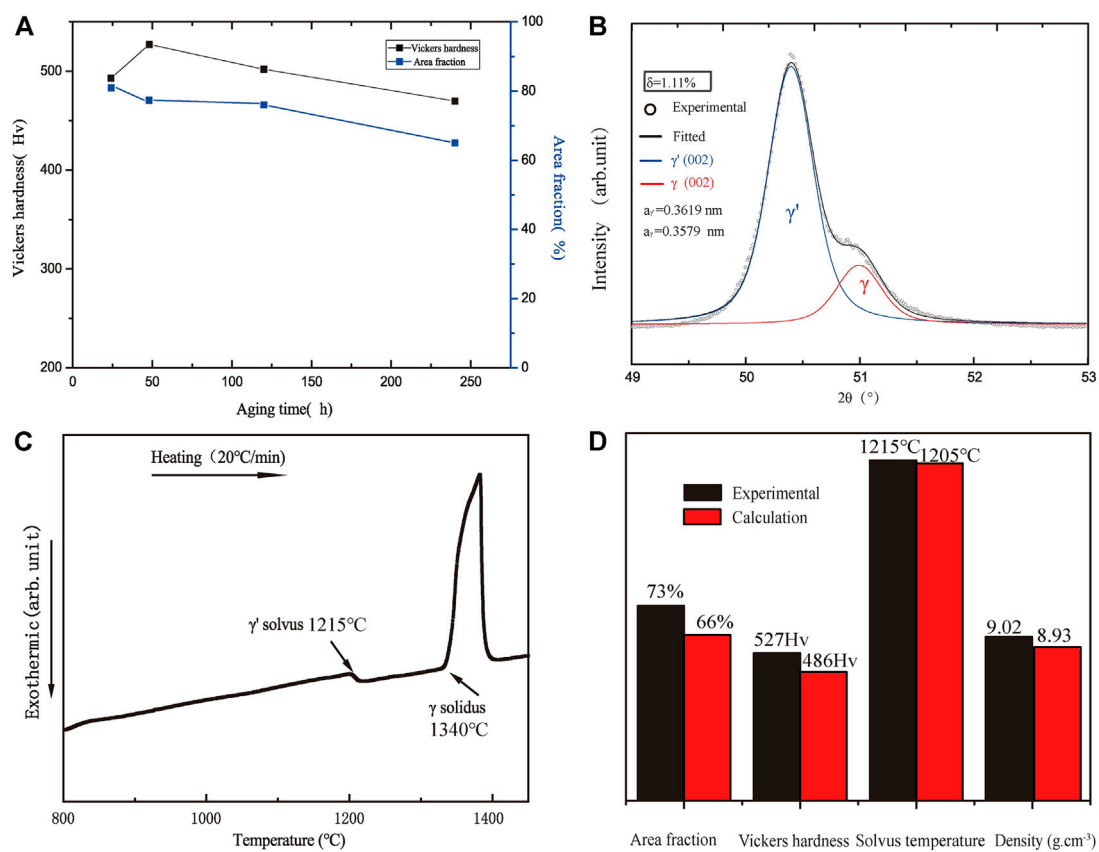 A
Vickers hardness( Hv)
500
400
300
200
0
50
100
150
200
250
Aging time( h)
100
80
60
40
20
0
Area fraction( %)
Vickers hardness
Area fraction
B
Intensity (arb.unit)
δ=1.11%
Experimental
Fitted
γ' (002)
γ (002)
aγ'=0.3619 nm
aγ=0.3579 nm
γ'
γ
49
50
51
52
53
2θ (°)
C
Heating（20℃/min)
Exothermic(arb. unit)
γ' solvus 1215℃
γ solidus
1340℃
800
1000
1200
1400
Temperature (℃)
D
Experimental
Calculation
73%
66%
527Hv
486Hv
1215℃
1205℃
9.02
8.93
Area fraction
Vickers hardness
Solvus temperature
Density (g.cm⁻³)